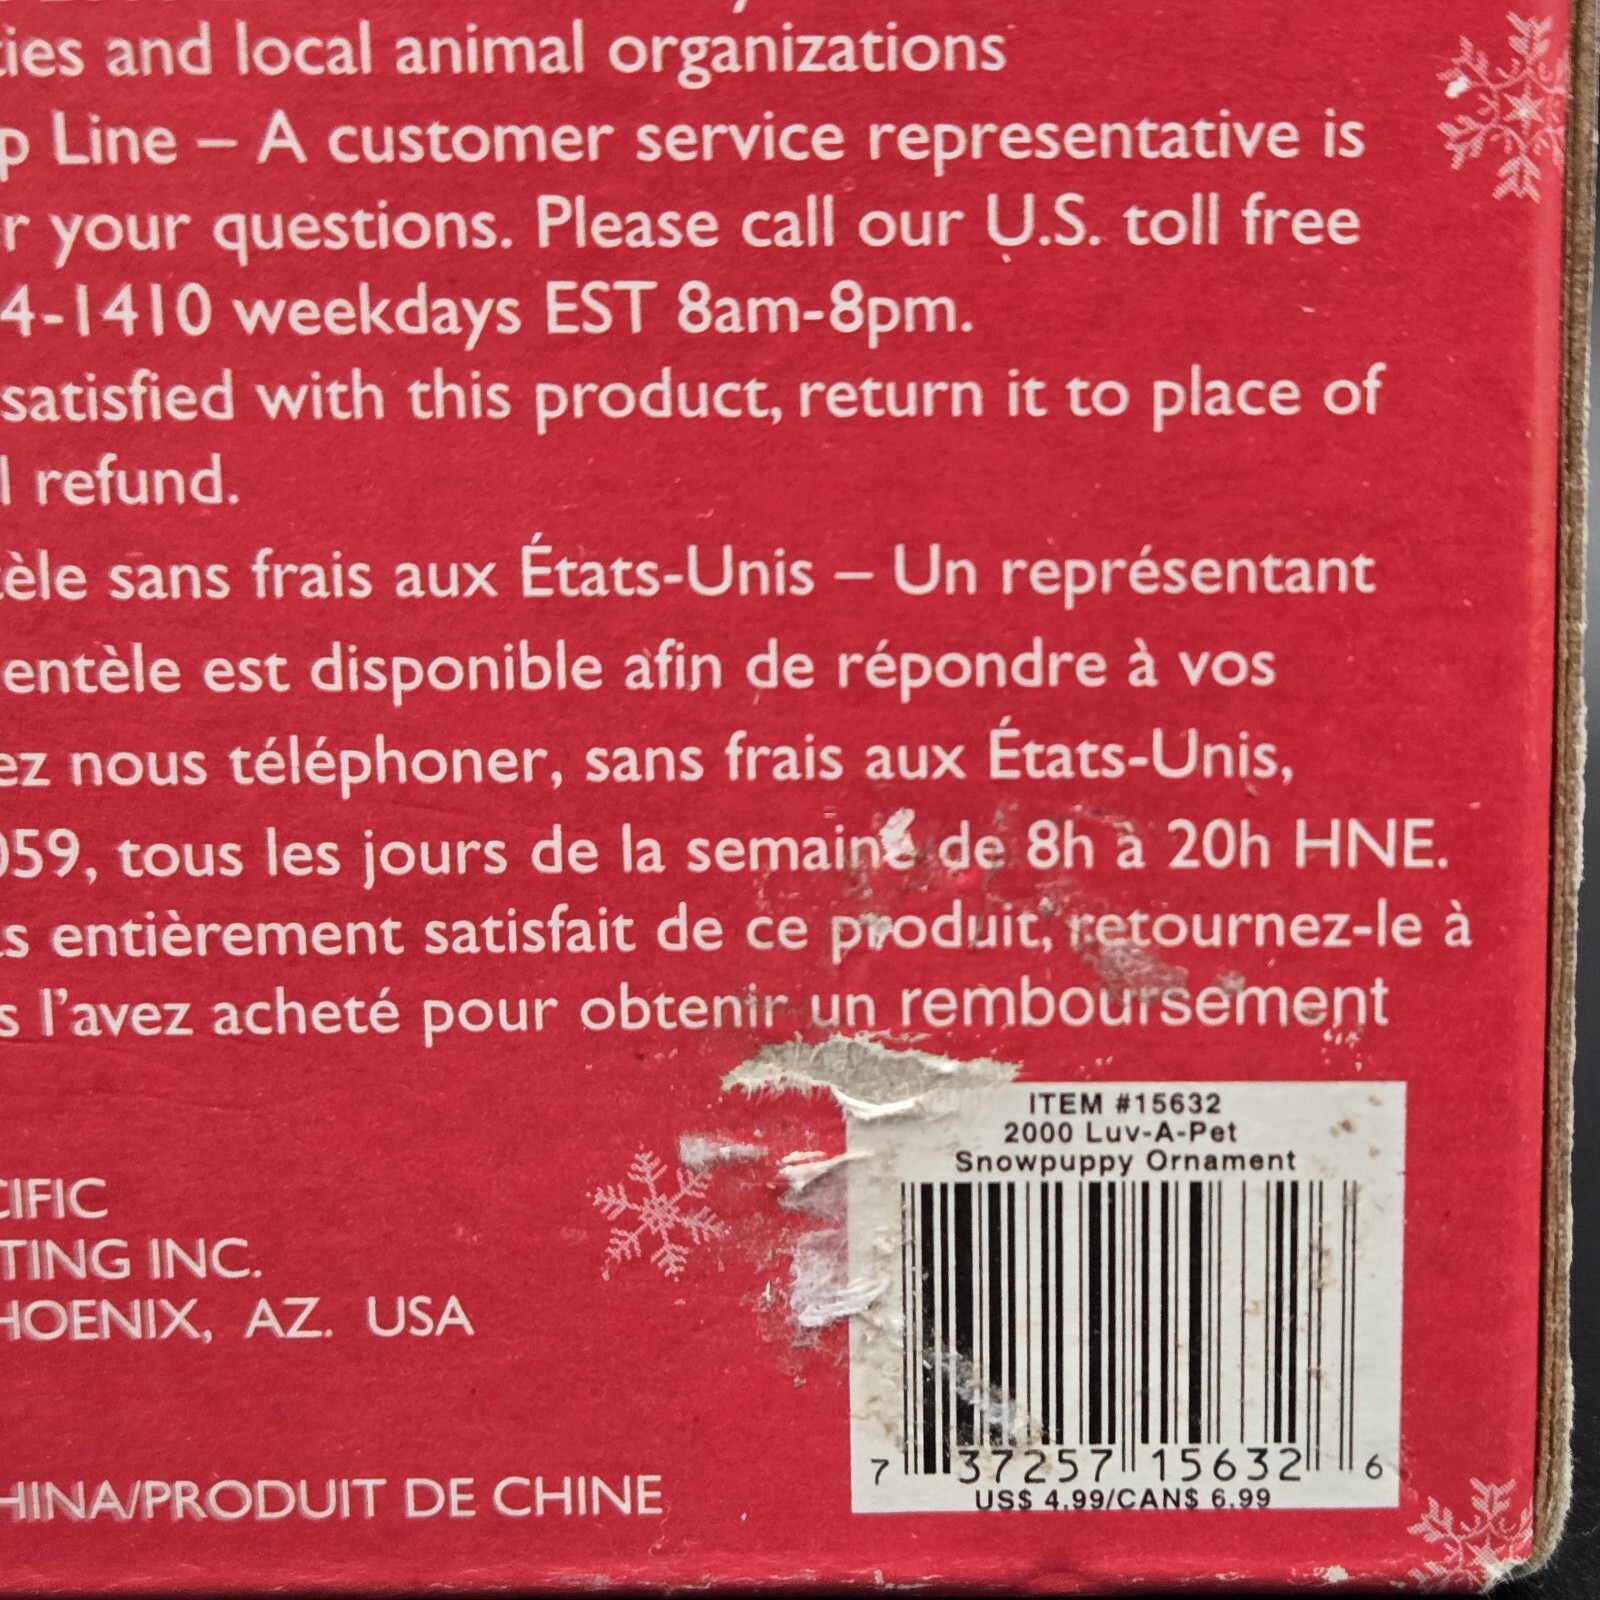 ties and local animal organizations
p Line – A customer service representative is
r your questions. Please call our U.S. toll free
4-1410 weekdays EST 8am-8pm.
satisfied with this product, return it to place of
l refund.
tèle sans frais aux États-Unis – Un représentant
entèle est disponible afin de répondre à vos
ez nous téléphoner, sans frais aux États-Unis,
059, tous les jours de la semaine de 8h à 20h HNE.
s entièrement satisfait de ce produit, retournez-le à
s l'avez acheté pour obtenir un remboursement
CIFIC
TING INC.
HOENIX, AZ. USA
HINA/PRODUIT DE CHINE
ITEM #15632
2000 Luv-A-Pet
Snowpuppy Ornament
7 37257 15632 6
US$ 4.99/CAN$ 6.99